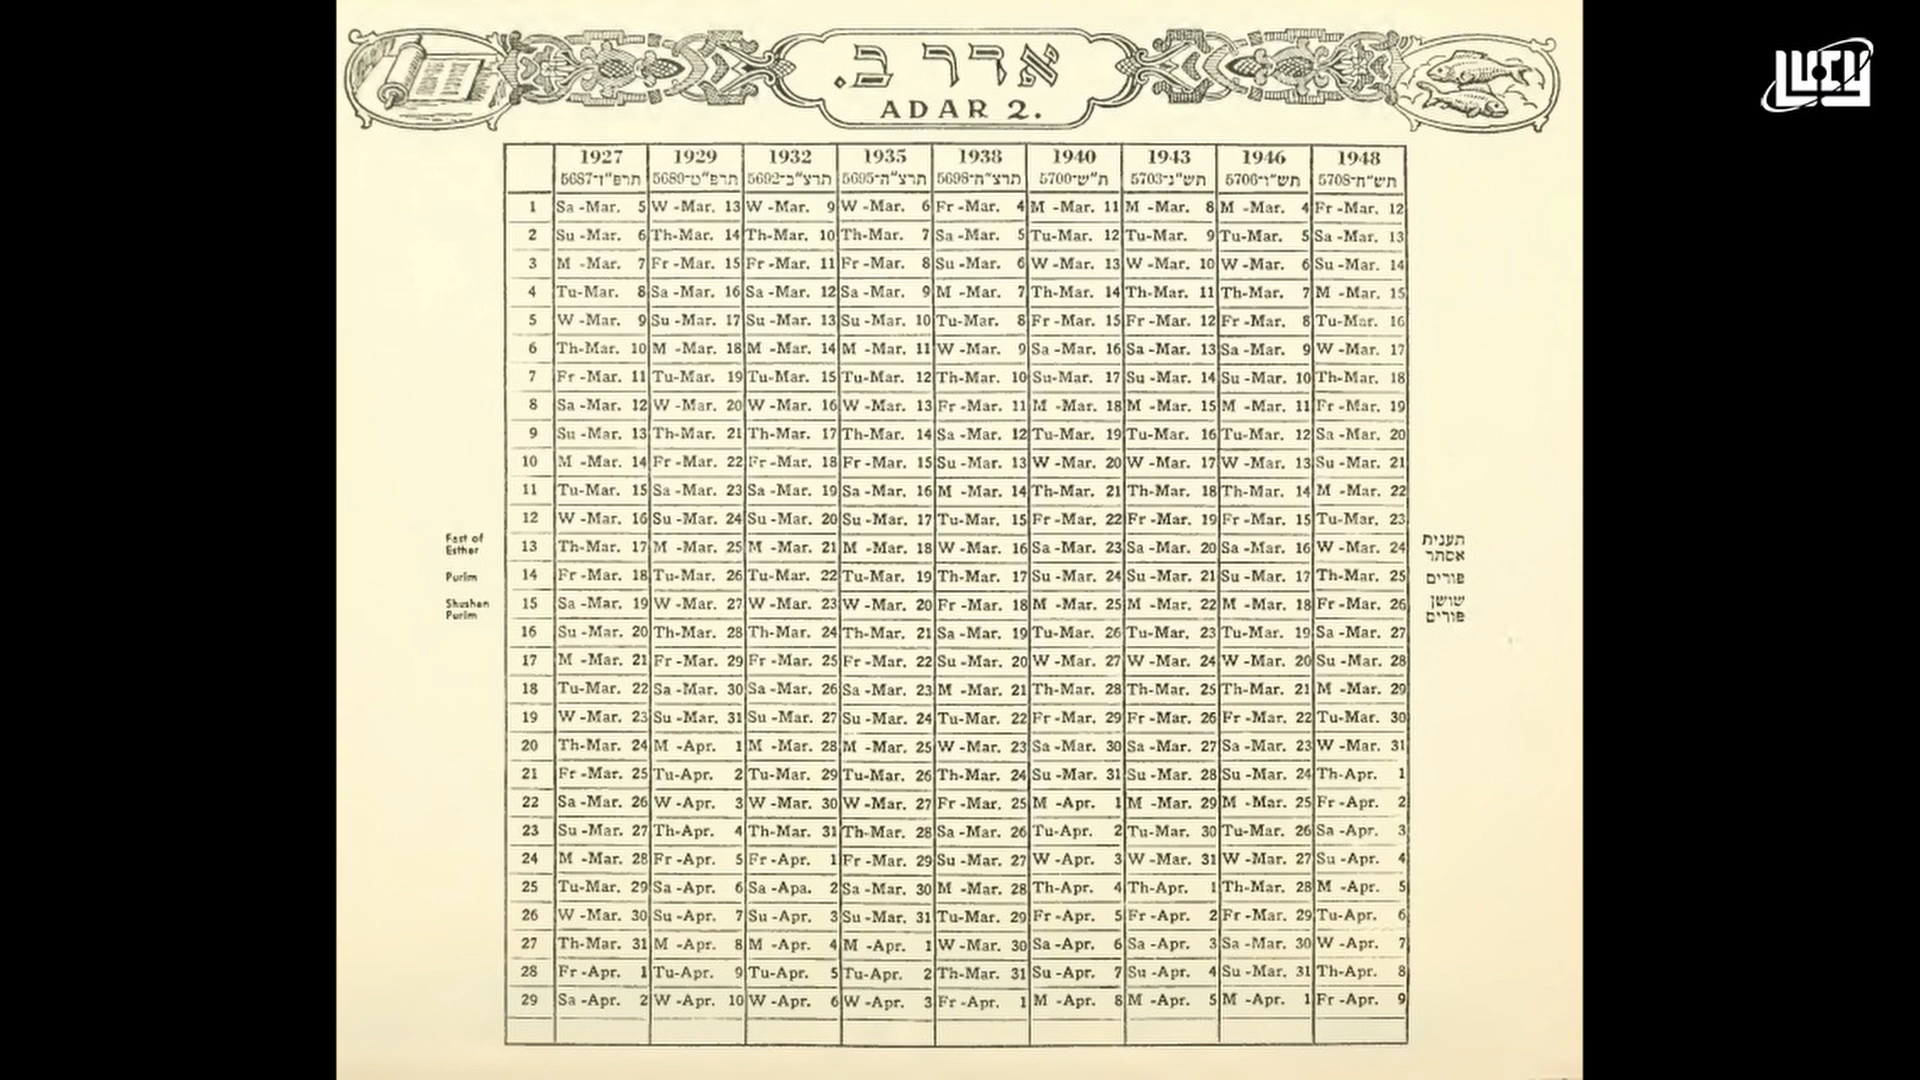 אדר ב.
ADAR 2.
1927 1929 1932 1935 1938 1940 1943 1946 1948
5687-תרפ"ז 5689-תרפ"ט 5692-תרצ"ב 5695-תרצ"ה 5698-תרצ"ח 5700-ת"ש 5703-תש"ג 5706-תש"ו 5708-תש"ח
1 Sa -Mar. 5 W -Mar. 13 W -Mar. 9 W -Mar. 6 Fr -Mar. 4 M -Mar. 11 M -Mar. 8 M -Mar. 4 Fr -Mar. 12
2 Su -Mar. 6 Th-Mar. 14 Th-Mar. 10 Th-Mar. 7 Sa -Mar. 5 Tu-Mar. 12 Tu-Mar. 9 Tu-Mar. 5 Sa -Mar. 13
3 M -Mar. 7 Fr -Mar. 15 Fr -Mar. 11 Fr -Mar. 8 Su -Mar. 6 W -Mar. 13 W -Mar. 10 W -Mar. 6 Su -Mar. 14
4 Tu-Mar. 8 Sa -Mar. 16 Sa -Mar. 12 Sa -Mar. 9 M -Mar. 7 Th-Mar. 14 Th-Mar. 11 Th-Mar. 7 M -Mar. 15
5 W -Mar. 9 Su -Mar. 17 Su -Mar. 13 Su -Mar. 10 Tu-Mar. 8 Fr -Mar. 15 Fr -Mar. 12 Fr -Mar. 8 Tu-Mar. 16
6 Th-Mar. 10 M -Mar. 18 M -Mar. 14 M -Mar. 11 W -Mar. 9 Sa -Mar. 16 Sa -Mar. 13 Sa -Mar. 9 W -Mar. 17
7 Fr -Mar. 11 Tu-Mar. 19 Tu-Mar. 15 Tu-Mar. 12 Th-Mar. 10 Su-Mar. 17 Su -Mar. 14 Su -Mar. 10 Th-Mar. 18
8 Sa -Mar. 12 W -Mar. 20 W -Mar. 16 W -Mar. 13 Fr -Mar. 11 M -Mar. 18 M -Mar. 15 M -Mar. 11 Fr -Mar. 19
9 Su -Mar. 13 Th-Mar. 21 Th-Mar. 17 Th-Mar. 14 Sa -Mar. 12 Tu-Mar. 19 Tu-Mar. 16 Tu-Mar. 12 Sa -Mar. 20
10 M -Mar. 14 Fr -Mar. 22 Fr -Mar. 18 Fr -Mar. 15 Su -Mar. 13 W -Mar. 20 W -Mar. 17 W -Mar. 13 Su -Mar. 21
11 Tu-Mar. 15 Sa -Mar. 23 Sa -Mar. 19 Sa -Mar. 16 M -Mar. 14 Th-Mar. 21 Th-Mar. 18 Th-Mar. 14 M -Mar. 22
12 W -Mar. 16 Su -Mar. 24 Su -Mar. 20 Su -Mar. 17 Tu-Mar. 15 Fr -Mar. 22 Fr -Mar. 19 Fr -Mar. 15 Tu-Mar. 23
Fast of
Esther
13 Th-Mar. 17 M -Mar. 25 M -Mar. 21 M -Mar. 18 W -Mar. 16 Sa -Mar. 23 Sa -Mar. 20 Sa -Mar. 16 W -Mar. 24
תענית
אסתר
Purim 14 Fr -Mar. 18 Tu-Mar. 26 Tu-Mar. 22 Tu-Mar. 19 Th-Mar. 17 Su -Mar. 24 Su -Mar. 21 Su -Mar. 17 Th-Mar. 25 פורים
Shushan
Purim
15 Sa -Mar. 19 W -Mar. 27 W -Mar. 23 W -Mar. 20 Fr -Mar. 18 M -Mar. 25 M -Mar. 22 M -Mar. 18 Fr -Mar. 26
שושן
פורים
16 Su -Mar. 20 Th-Mar. 28 Th-Mar. 24 Th-Mar. 21 Sa -Mar. 19 Tu-Mar. 26 Tu-Mar. 23 Tu-Mar. 19 Sa -Mar. 27
17 M -Mar. 21 Fr -Mar. 29 Fr -Mar. 25 Fr -Mar. 22 Su -Mar. 20 W -Mar. 27 W -Mar. 24 W -Mar. 20 Su -Mar. 28
18 Tu-Mar. 22 Sa -Mar. 30 Sa -Mar. 26 Sa -Mar. 23 M -Mar. 21 Th-Mar. 28 Th-Mar. 25 Th-Mar. 21 M -Mar. 29
19 W -Mar. 23 Su -Mar. 31 Su -Mar. 27 Su -Mar. 24 Tu-Mar. 22 Fr -Mar. 29 Fr -Mar. 26 Fr -Mar. 22 Tu-Mar. 30
20 Th-Mar. 24 M -Apr. 1 M -Mar. 28 M -Mar. 25 W -Mar. 23 Sa -Mar. 30 Sa -Mar. 27 Sa -Mar. 23 W -Mar. 31
21 Fr -Mar. 25 Tu-Apr. 2 Tu-Mar. 29 Tu-Mar. 26 Th-Mar. 24 Su -Mar. 31 Su -Mar. 28 Su -Mar. 24 Th-Apr. 1
22 Sa -Mar. 26 W -Apr. 3 W -Mar. 30 W -Mar. 27 Fr -Mar. 25 M -Apr. 1 M -Mar. 29 M -Mar. 25 Fr -Apr. 2
23 Su -Mar. 27 Th-Apr. 4 Th-Mar. 31 Th-Mar. 28 Sa -Mar. 26 Tu-Apr. 2 Tu-Mar. 30 Tu-Mar. 26 Sa -Apr. 3
24 M -Mar. 28 Fr -Apr. 5 Fr -Apr. 1 Fr -Mar. 29 Su -Mar. 27 W -Apr. 3 W -Mar. 31 W -Mar. 27 Su -Apr. 4
25 Tu-Mar. 29 Sa -Apr. 6 Sa -Apa. 2 Sa -Mar. 30 M -Mar. 28 Th-Apr. 4 Th-Apr. 1 Th-Mar. 28 M -Apr. 5
26 W -Mar. 30 Su -Apr. 7 Su -Apr. 3 Su -Mar. 31 Tu-Mar. 29 Fr -Apr. 5 Fr -Apr. 2 Fr -Mar. 29 Tu-Apr. 6
27 Th-Mar. 31 M -Apr. 8 M -Apr. 4 M -Apr. 1 W -Mar. 30 Sa -Apr. 6 Sa -Apr. 3 Sa -Mar. 30 W -Apr. 7
28 Fr -Apr. 1 Tu-Apr. 9 Tu-Apr. 5 Tu-Apr. 2 Th-Mar. 31 Su -Apr. 7 Su -Apr. 4 Su -Mar. 31 Th-Apr. 8
29 Sa -Apr. 2 W -Apr. 10 W -Apr. 6 W -Apr. 3 Fr -Apr. 1 M -Apr. 8 M -Apr. 5 M -Apr. 1 Fr -Apr. 9